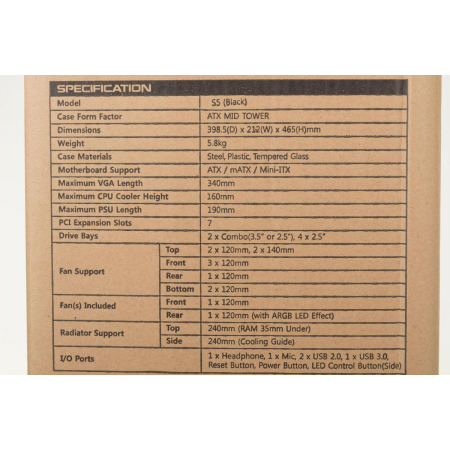 SPECIFICATION
Model S5 (Black)
Case Form Factor ATX MID TOWER
Dimensions 398.5(D) x 212(W) x 465(H)mm
Weight 5.8kg
Case Materials Steel, Plastic, Tempered Glass
Motherboard Support ATX / mATX / Mini-ITX
Maximum VGA Length 340mm
Maximum CPU Cooler Height 160mm
Maximum PSU Length 190mm
PCI Expansion Slots 7
Drive Bays 2 x Combo(3.5" or 2.5"), 4 x 2.5"
Fan Support Top 2 x 120mm, 2 x 140mm
Front 3 x 120mm
Rear 1 x 120mm
Bottom 2 x 120mm
Fan(s) Included Front 1 x 120mm
Rear 1 x 120mm (with ARGB LED Effect)
Radiator Support Top 240mm (RAM 35mm Under)
Side 240mm (Cooling Guide)
I/O Ports 1 x Headphone, 1 x Mic, 2 x USB 2.0, 1 x USB 3.0,
Reset Button, Power Button, LED Control Button(Side)